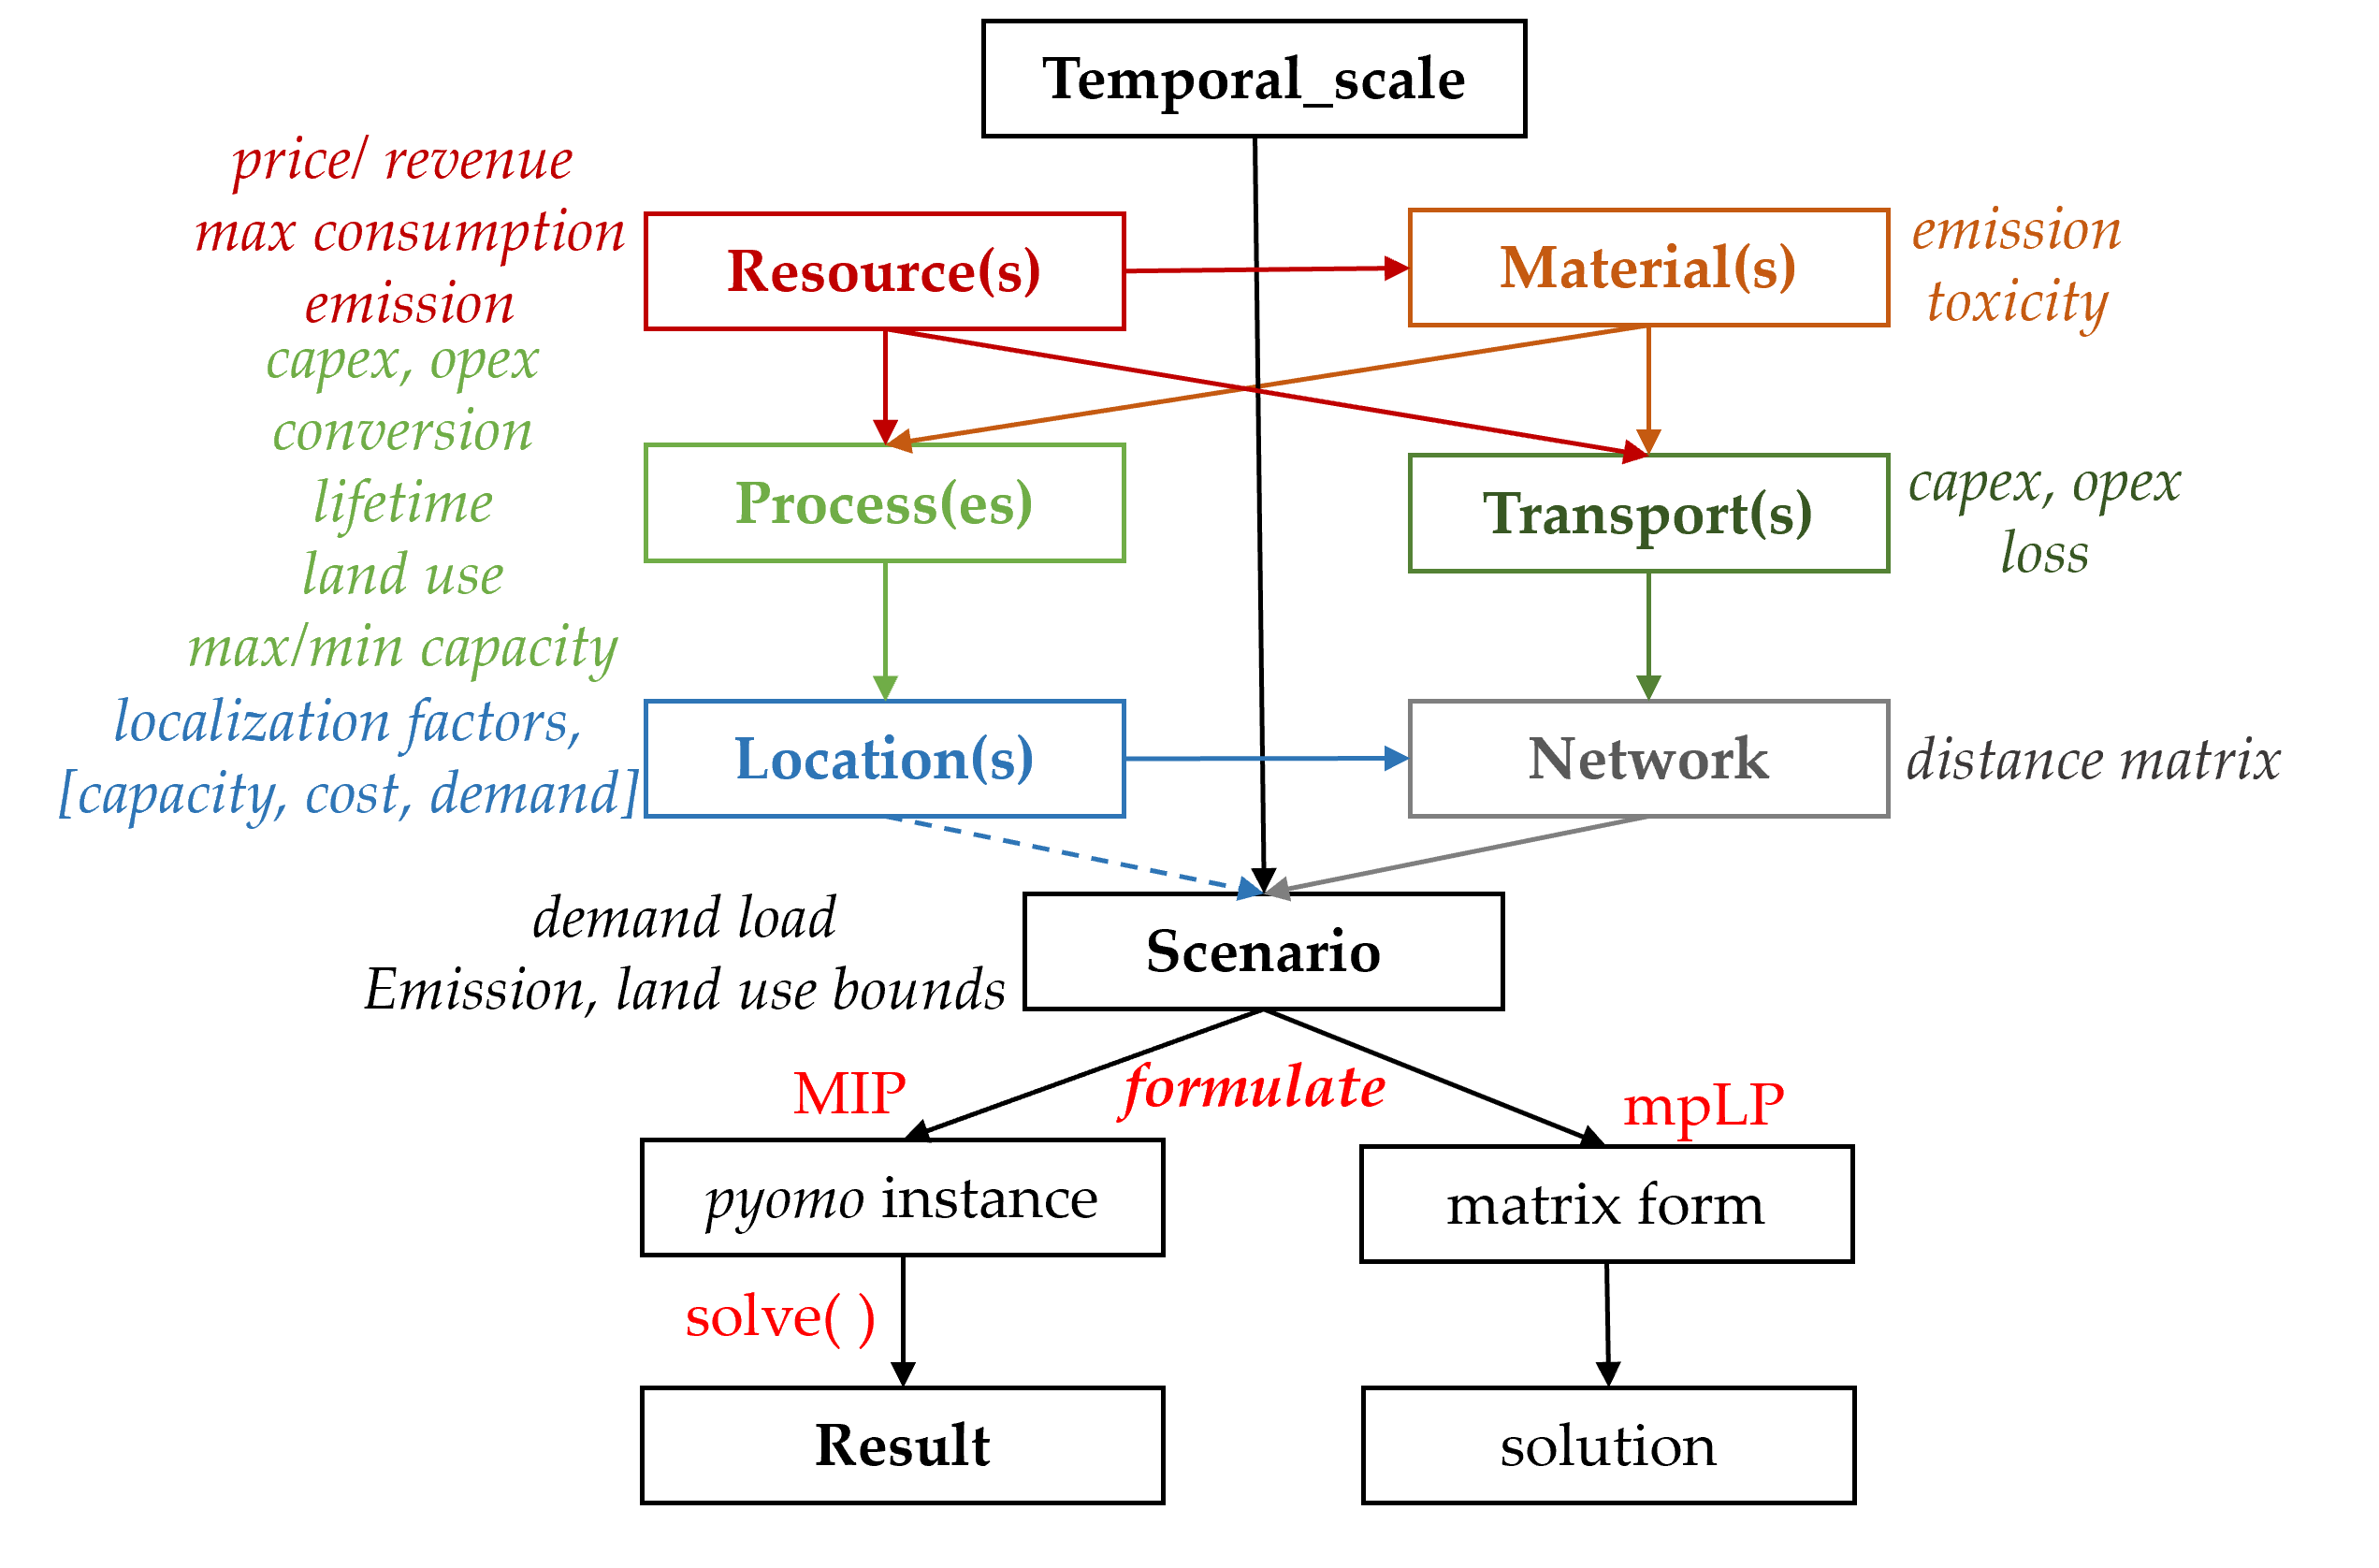 Temporal_scale
price/ revenue
max consumption
emission
Resource(s)
Material(s)
emission
toxicity
capex, opex
conversion
lifetime
land use
max/min capacity
Process(es)
Transport(s)
capex, opex
loss
localization factors,
[capacity, cost, demand]
Location(s)
Network
distance matrix
demand load
Emission, land use bounds
Scenario
MIP
formulate
mpLP
pyomo instance
matrix form
solve( )
Result
solution